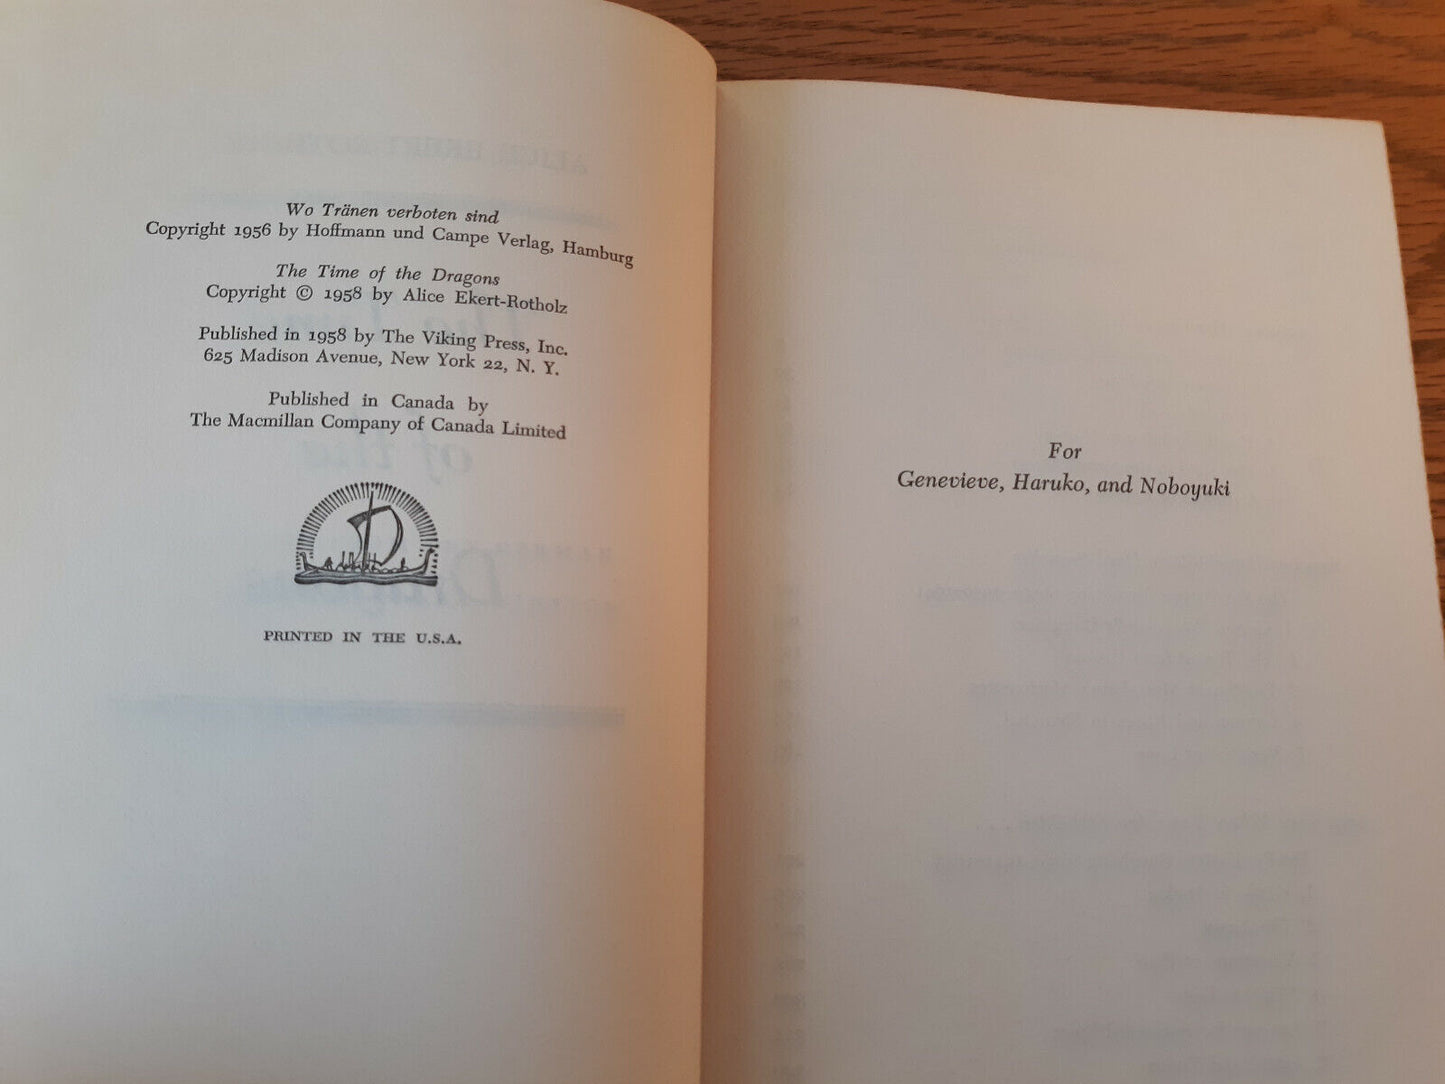 Wo Tränen verboten sind
Copyright 1956 by Hoffmann und Campe Verlag, Hamburg
The Time of the Dragons
Copyright © 1958 by Alice Ekert-Rotholz
Published in 1958 by The Viking Press, Inc.
625 Madison Avenue, New York 22, N. Y.
Published in Canada by
The Macmillan Company of Canada Limited
PRINTED IN THE U.S.A.
For
Genevieve, Haruko, and Noboyuki